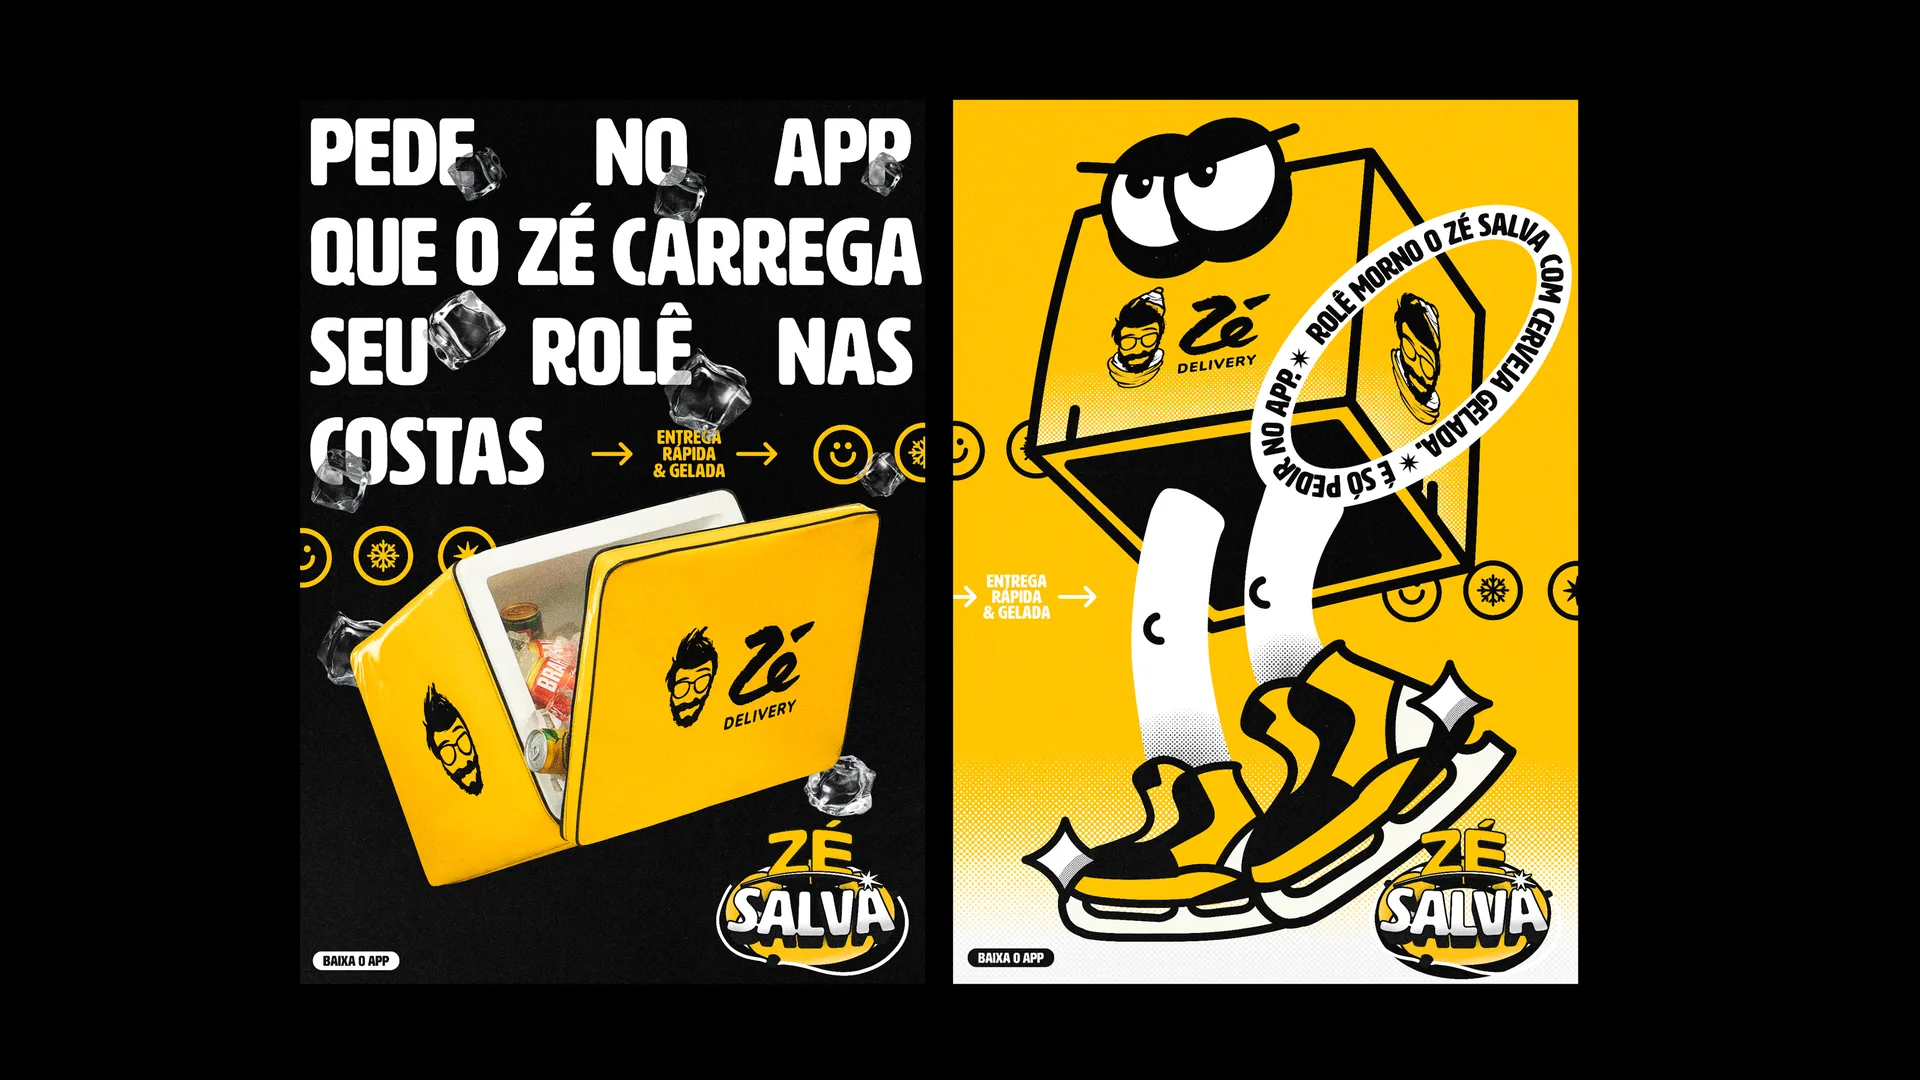 PEDE NO APP
QUE O ZÉ CARREGA
SEU ROLÊ NAS
COSTAS
ENTREGA
RÁPIDA
& GELADA
BRA
Zé
DELIVERY
ZÉ
SALVA
BAIXA O APP
Zé
DELIVERY
ROLÊ MORNO O ZÉ SALVA COM CERVEJA GELADA. É SÓ PEDIR NO APP.
ENTREGA
RÁPIDA
& GELADA
ZÉ
SALVA
BAIXA O APP